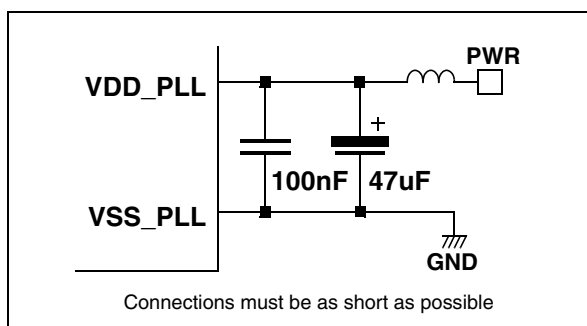 PWR
VDD_PLL
+
100nF 47uF
VSS_PLL
GND
Connections must be as short as possible